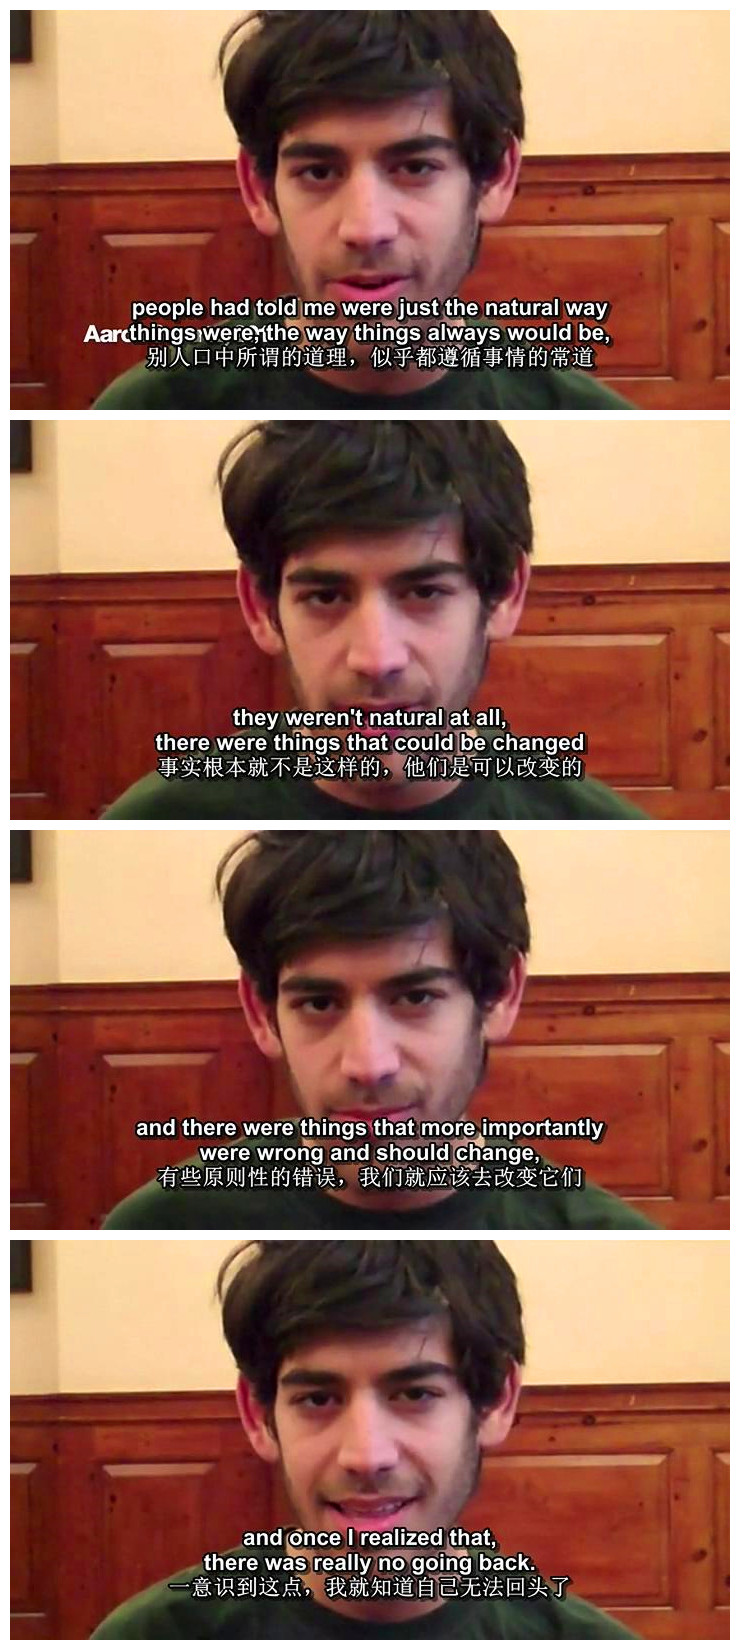 people had told me were just the natural way
things were, the way things always would be,
别人口中所谓的道理，似乎都遵循事情的常道
they weren't natural at all,
there were things that could be changed
事实根本就不是这样的，他们是可以改变的
and there were things that more importantly
were wrong and should change,
有些原则性的错误，我们就应该去改变它们
and once I realized that,
there was really no going back.
一意识到这点，我就知道自己无法回头了